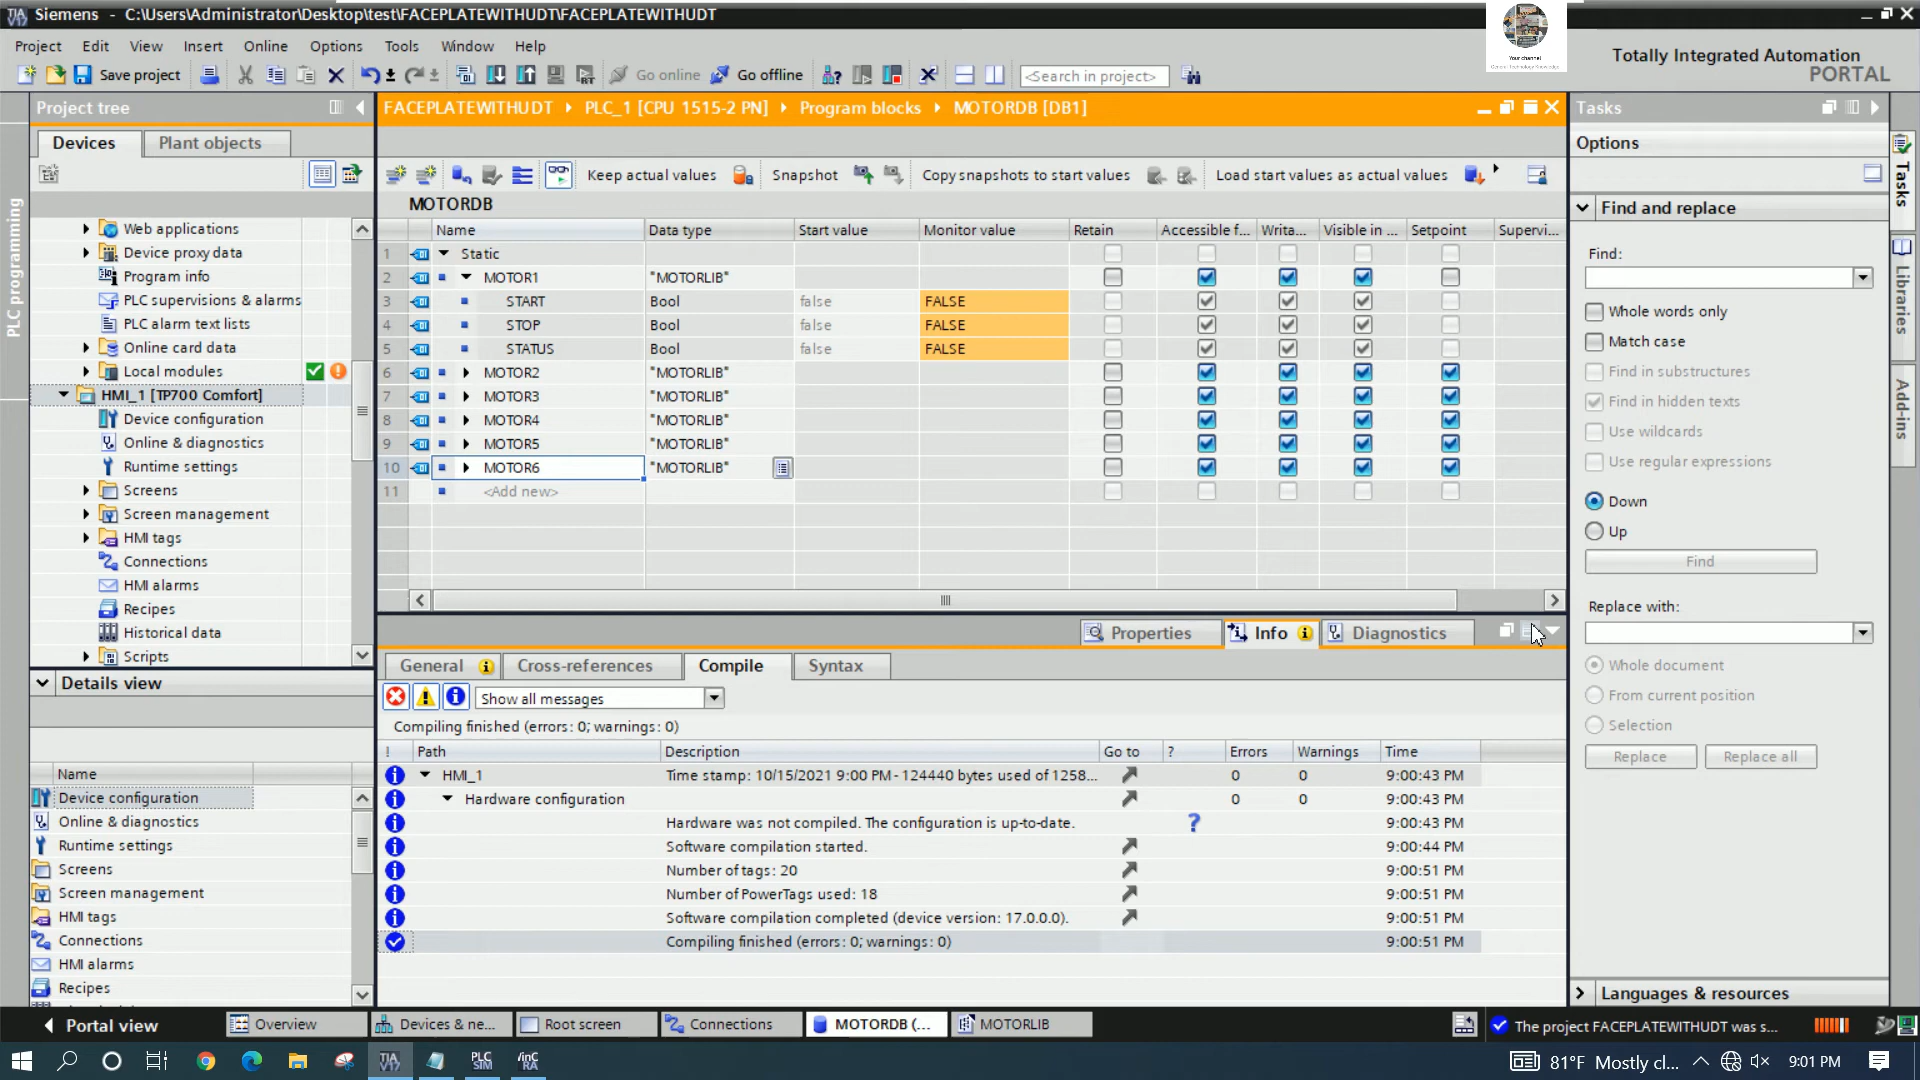 Siemens - C:\Users\Administrator\Desktop\test\FACEPLATEWITHUDT\FACEPLATEWITHUDT
Project Edit View Insert Online Options Tools Window Help
Your channel
Totally Integrated Automation
PORTAL
Save project
Go online
Go offline
<Search in project>
PLC programming
Project tree
Devices
Plant objects
Web applications
Device proxy data
Program info
PLC supervisions & alarms
PLC alarm text lists
Online card data
Local modules
HMI_1 [TP700 Comfort]
Device configuration
Online & diagnostics
Runtime settings
Screens
Screen management
HMI tags
Connections
HMI alarms
Recipes
Historical data
Scripts
Details view
Name
Device configuration
Online & diagnostics
Runtime settings
Screens
Screen management
HMI tags
Connections
HMI alarms
Recipes
FACEPLATEWITHUDT PLC_1 [CPU 1515-2 PN] Program blocks MOTORDB [DB1]
Keep actual values Snapshot Copy snapshots to start values Load start values as actual values
MOTORDB
Name Data type Start value Monitor value Retain Accessible f... Writa... Visible in ... Setpoint Supervi...
1 Static
2 MOTOR1 "MOTORLIB"
3 START Bool false FALSE
4 STOP Bool false FALSE
5 STATUS Bool false FALSE
6 MOTOR2 "MOTORLIB"
7 MOTOR3 "MOTORLIB"
8 MOTOR4 "MOTORLIB"
9 MOTOR5 "MOTORLIB"
10 MOTOR6 "MOTORLIB"
11 <Add new>
Properties Info Diagnostics
General Cross-references Compile Syntax
Show all messages
Compiling finished (errors: 0; warnings: 0)
! Path Description Go to ? Errors Warnings Time
HMI_1 Time stamp: 10/15/2021 9:00 PM - 124440 bytes used of 1258... 0 0 9:00:43 PM
Hardware configuration 0 0 9:00:43 PM
Hardware was not compiled. The configuration is up-to-date. ? 9:00:43 PM
Software compilation started. 9:00:44 PM
Number of tags: 20 9:00:51 PM
Number of PowerTags used: 18 9:00:51 PM
Software compilation completed (device version: 17.0.0.0). 9:00:51 PM
Compiling finished (errors: 0; warnings: 0) 9:00:51 PM
Tasks
Options
Find and replace
Find:
Whole words only
Match case
Find in substructures
Find in hidden texts
Use wildcards
Use regular expressions
Down
Up
Find
Replace with:
Whole document
From current position
Selection
Replace
Replace all
Languages & resources
Tasks
Libraries
Add-ins
Portal view
Overview
Devices & ne...
Root screen
Connections
MOTORDB (...
MOTORLIB
The project FACEPLATEWITHUDT was s...
TIA V17
PLC SIM
81°F Mostly cl...
9:01 PM